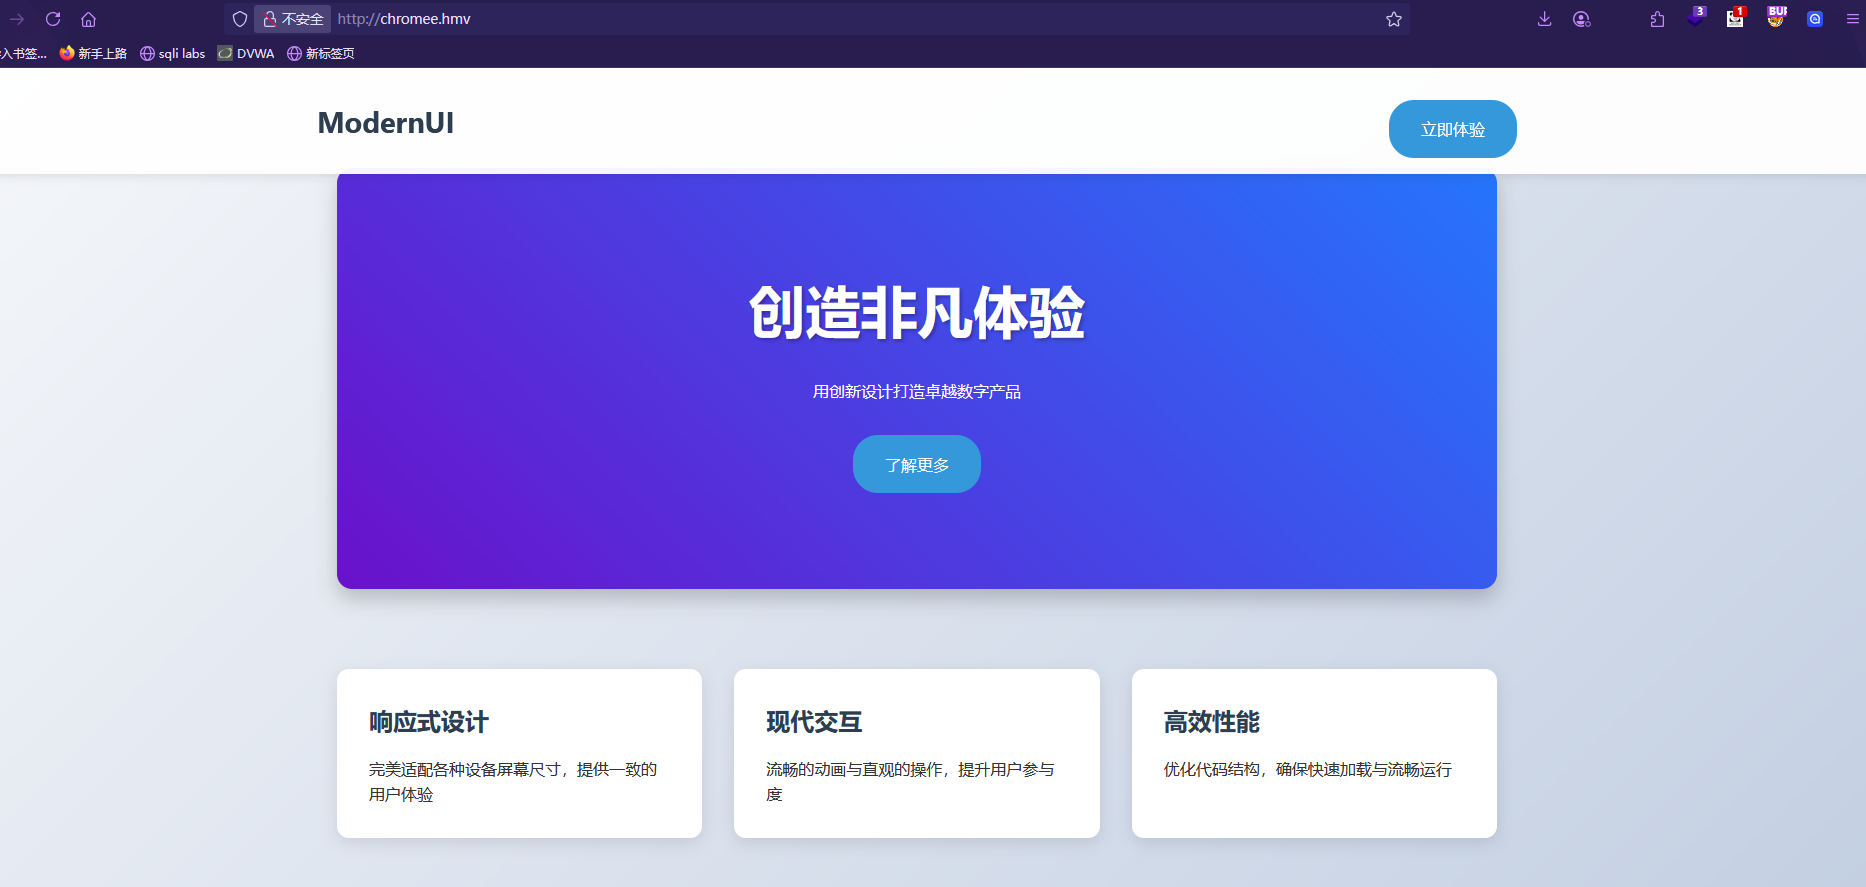 不安全 http://chromee.hmv
3
1
BUR
入书签... 新手上路 sqli labs DVWA 新标签页
ModernUI
立即体验
创造非凡体验
用创新设计打造卓越数字产品
了解更多
响应式设计
完美适配各种设备屏幕尺寸，提供一致的
用户体验
现代交互
流畅的动画与直观的操作，提升用户参与
度
高效性能
优化代码结构，确保快速加载与流畅运行